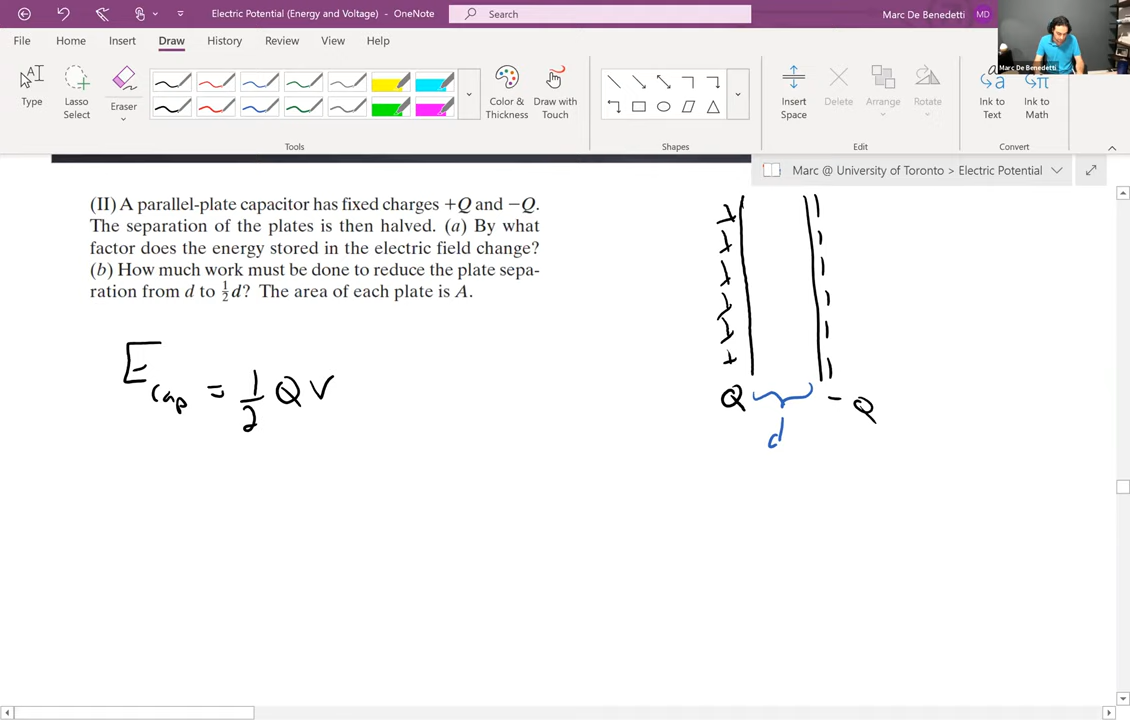 Electric Potential (Energy and Voltage) - OneNote
Search
Marc De Benedetti
MD
File Home Insert Draw History Review View Help
Type
Lasso Select
Eraser
Color & Thickness
Draw with Touch
Insert Space
Delete
Arrange
Rotate
Ink to Text
Ink to Math
Tools
Shapes
Edit
Convert
Marc De Benedetti
Marc @ University of Toronto > Electric Potential
(II) A parallel-plate capacitor has fixed charges +Q and −Q.
The separation of the plates is then halved. (a) By what
factor does the energy stored in the electric field change?
(b) How much work must be done to reduce the plate sepa-
ration from d to ½d? The area of each plate is A.
E cap = 1/2 Q V
+ + + + + +
- - - - - -
Q
- Q
d